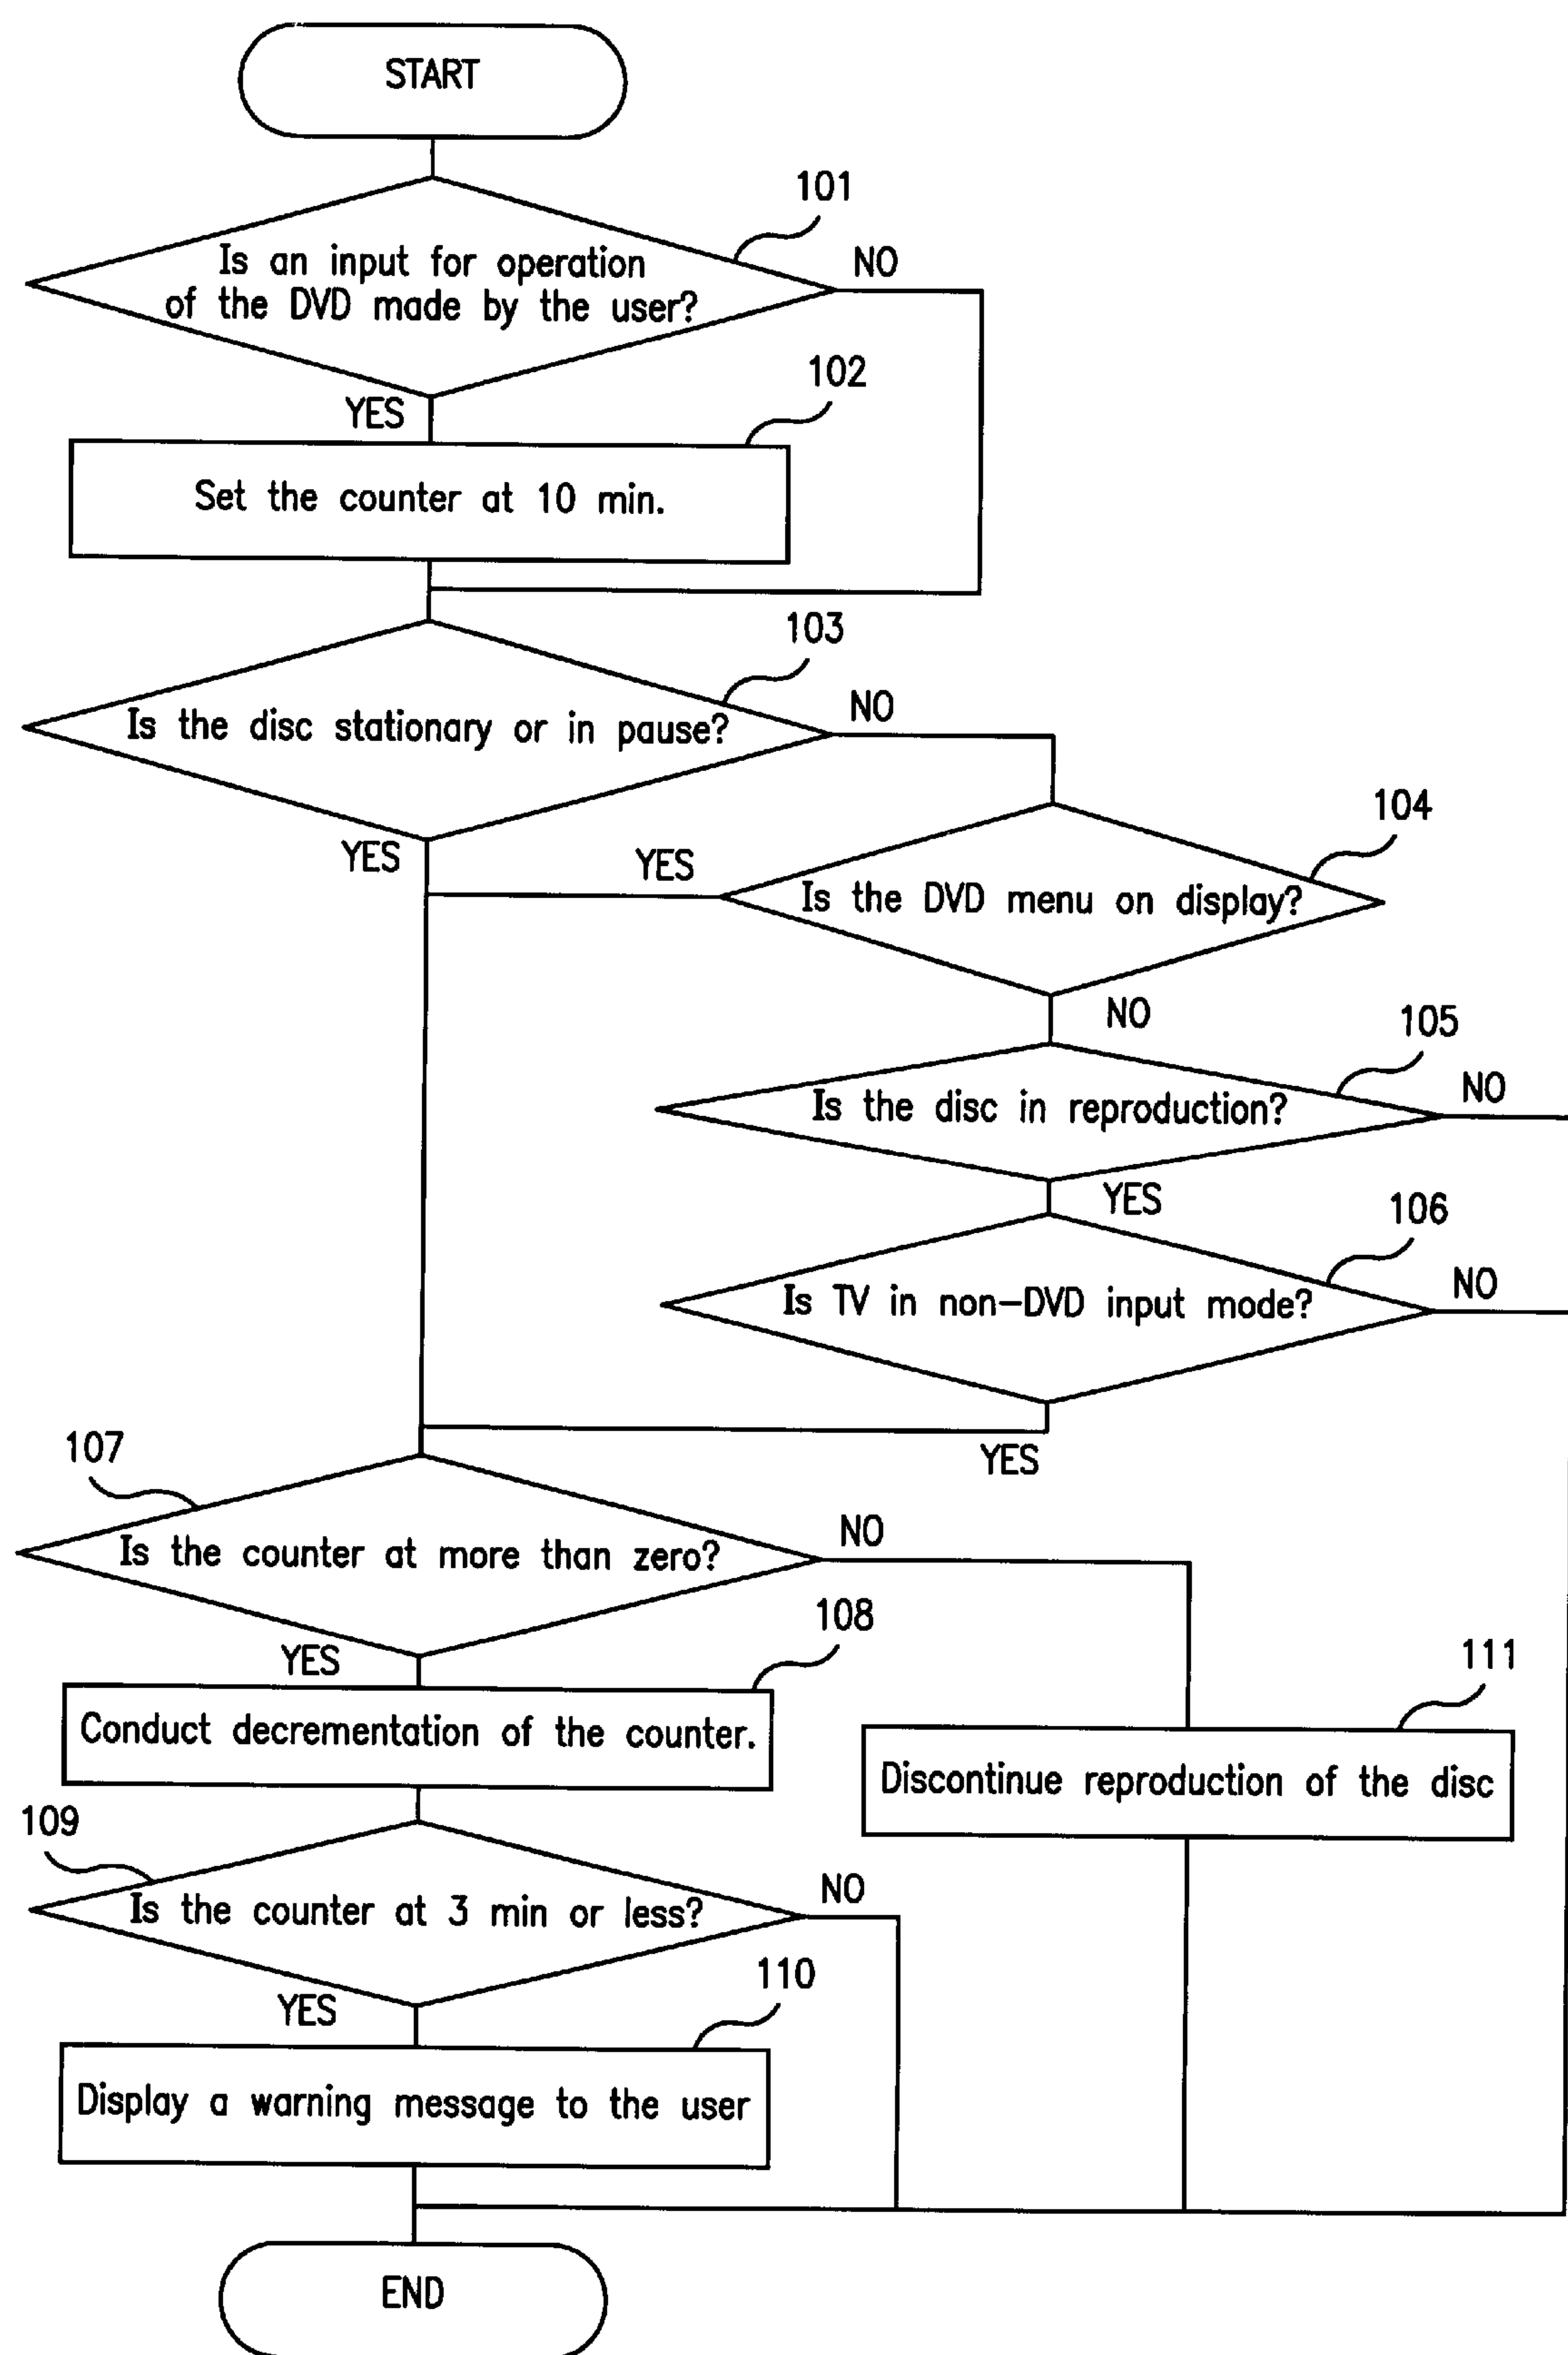 START
101
Is an input for operation
of the DVD made by the user?
NO
YES
102
Set the counter at 10 min.
103
Is the disc stationary or in pause?
NO
YES
104
YES
Is the DVD menu on display?
NO
105
Is the disc in reproduction?
NO
YES
106
Is TV in non-DVD input mode?
NO
YES
107
Is the counter at more than zero?
NO
YES
108
Conduct decrementation of the counter.
111
Discontinue reproduction of the disc
109
Is the counter at 3 min or less?
NO
YES
110
Display a warning message to the user
END